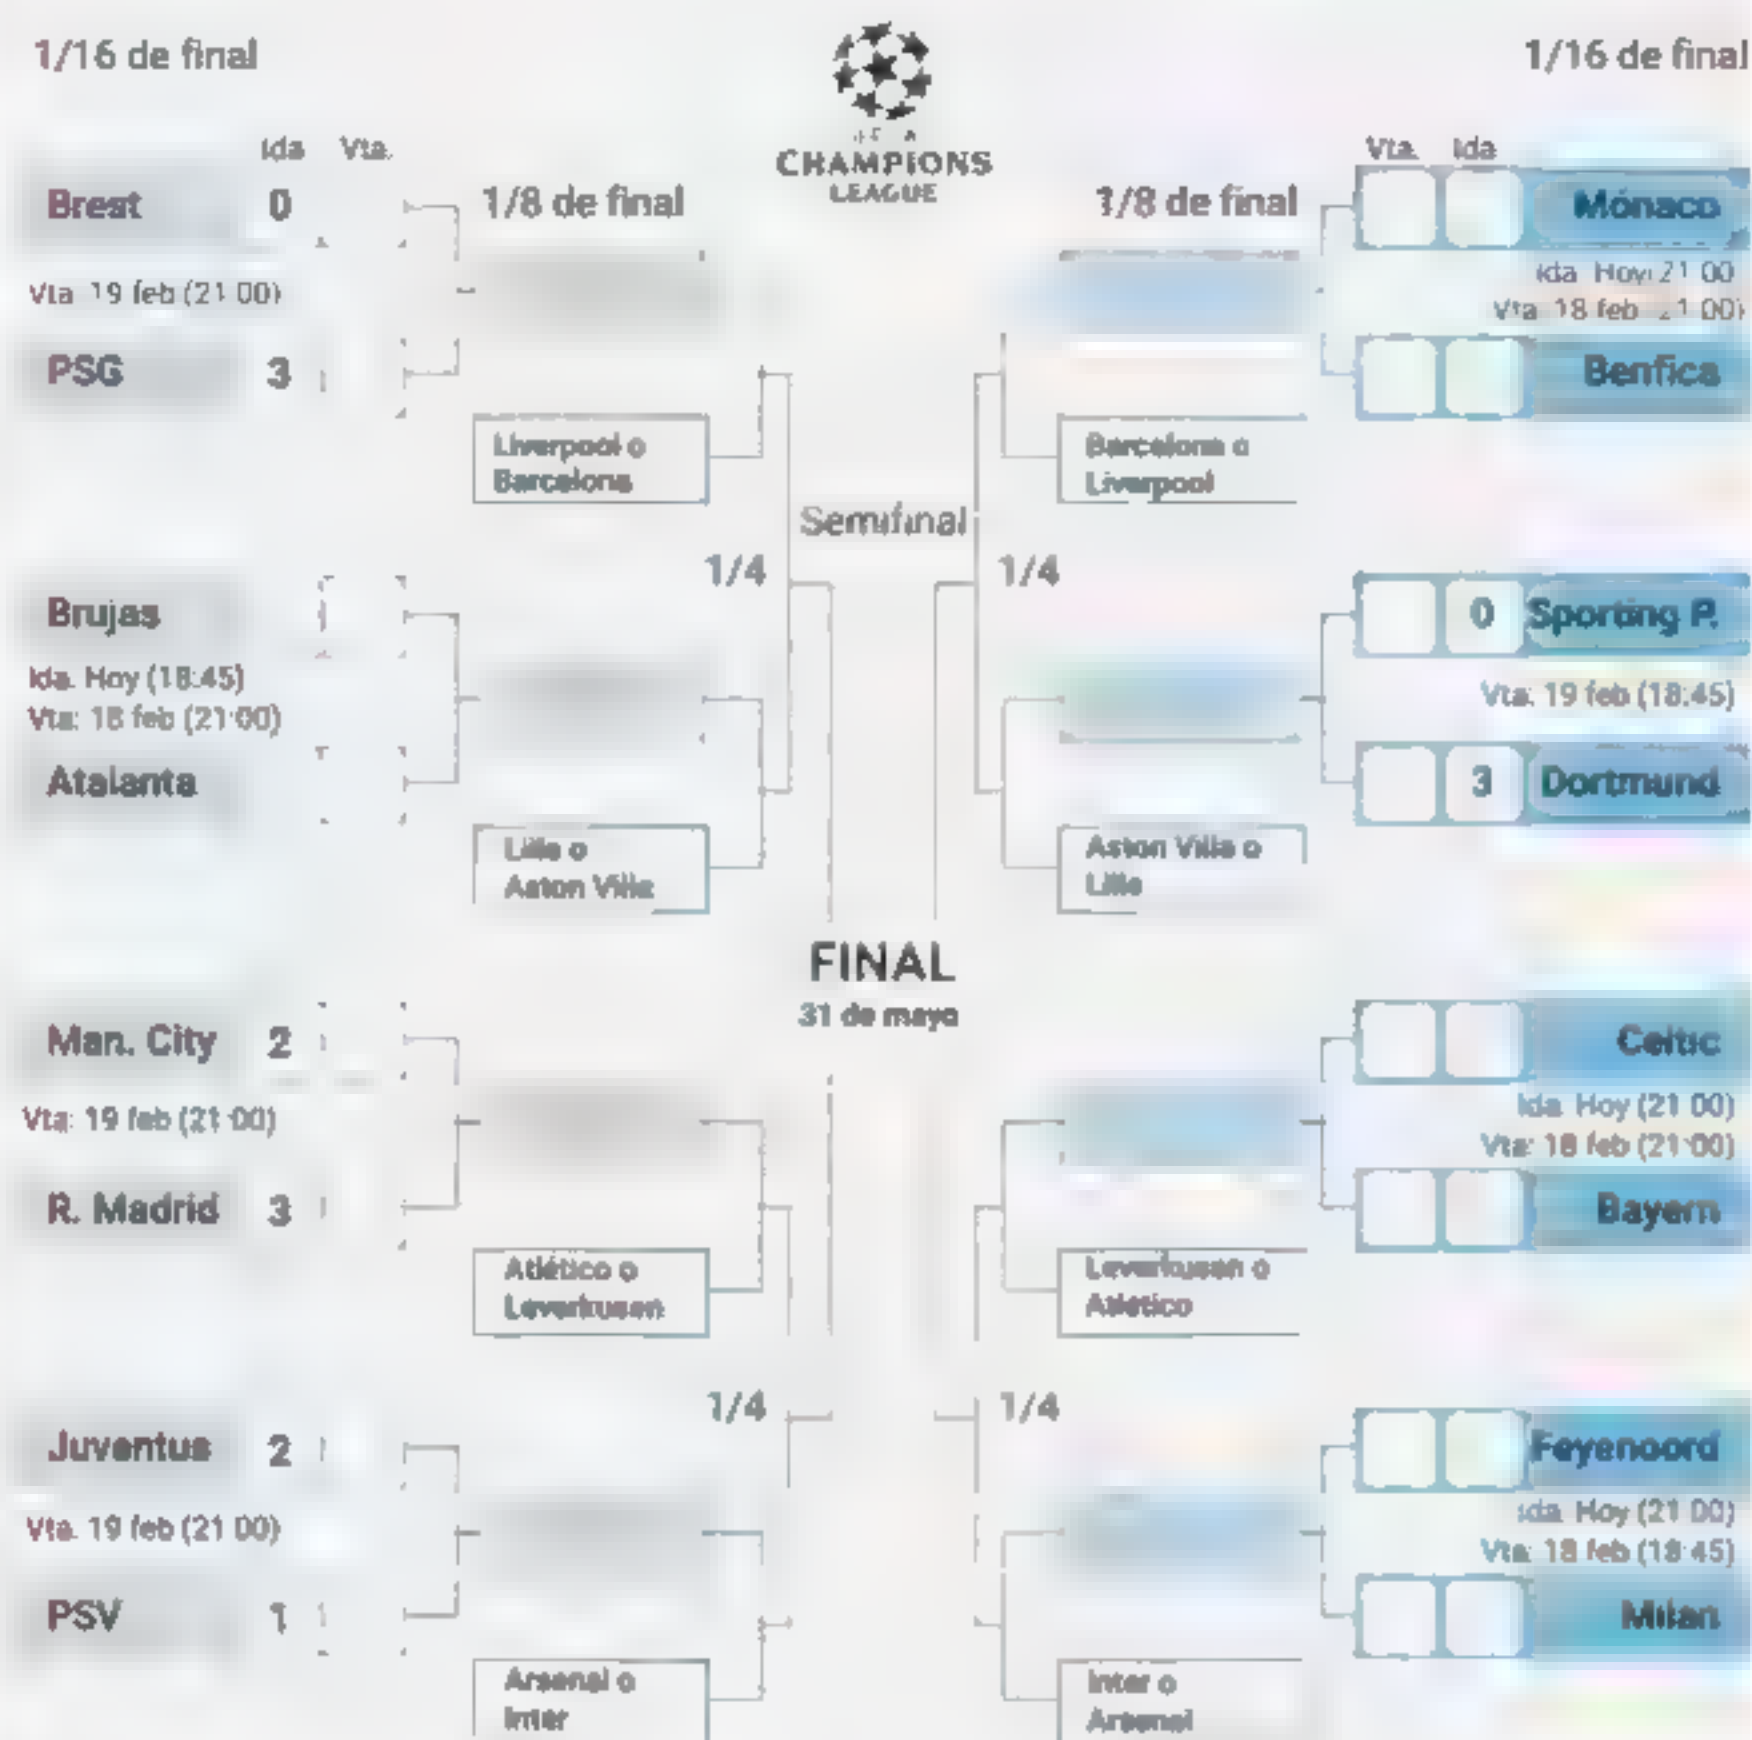 1/16 de final
1/16 de final
CHAMPIONS
LEAGUE
Ida Vta.
Vta. Ida
1/8 de final
1/8 de final
Brest 0
Vta. 19 feb (21:00)
PSG 3
Mónaco
Ida. Hoy 21:00
Vta. 18 feb 21:00)
Benfica
Liverpool o
Barcelona
Barcelona o
Liverpool
Semifinal
1/4
1/4
Brujas
Ida. Hoy (18:45)
Vta: 18 feb (21:00)
Atalanta
0 Sporting P.
Vta. 19 feb (18:45)
3 Dortmund
Lille o
Aston Villa
Aston Villa o
Lille
FINAL
31 de mayo
Man. City 2
Vta: 19 feb (21:00)
R. Madrid 3
Celtic
Ida. Hoy (21:00)
Vta: 18 feb (21:00)
Bayern
Atlético o
Leverkusen
Leverkusen o
Atlético
1/4
1/4
Juventus 2
Vta. 19 feb (21:00)
PSV 1
Feyenoord
Ida. Hoy (21:00)
Vta: 18 feb (18:45)
Milan
Arsenal o
Inter
Inter o
Arsenal